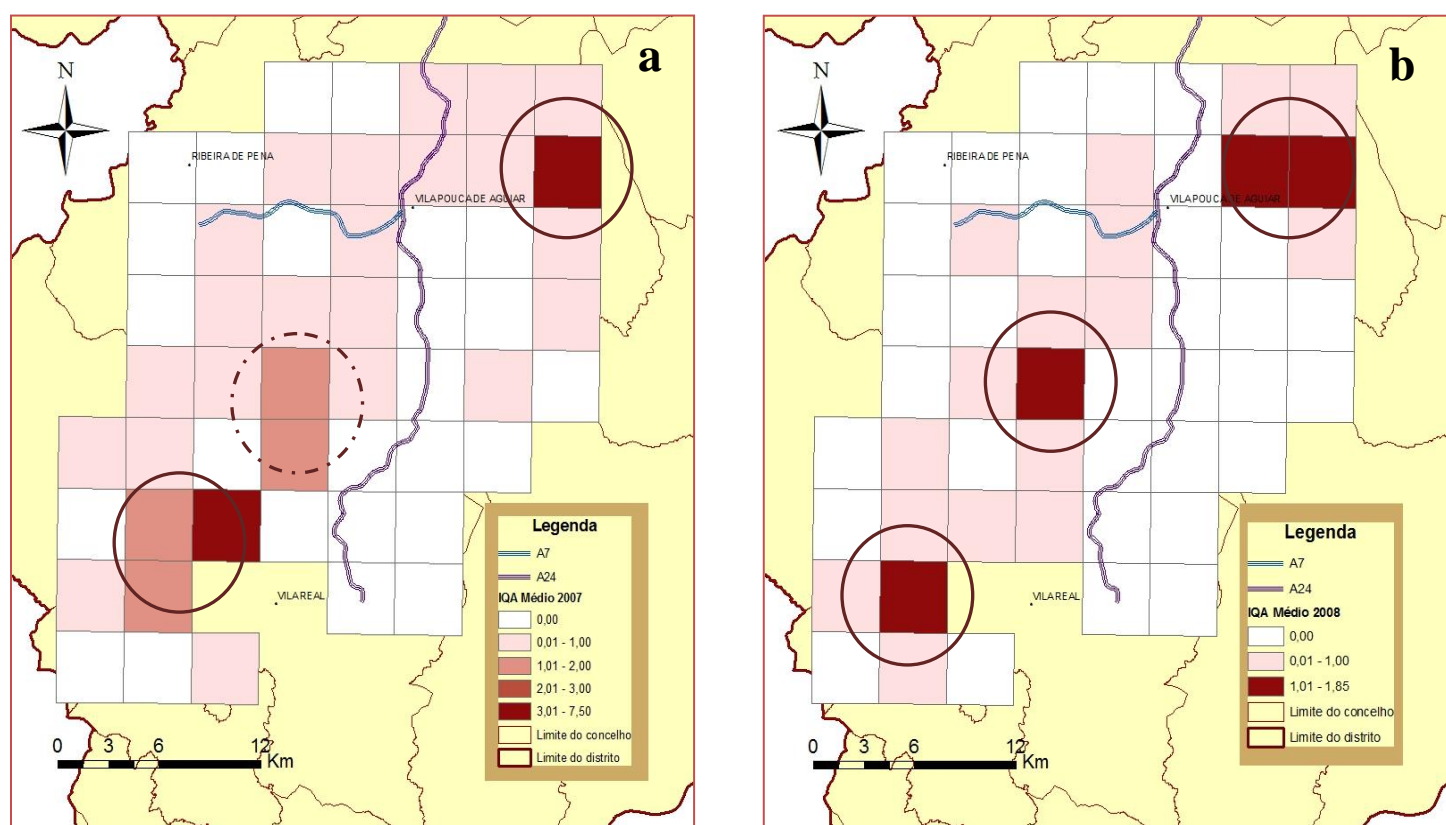 a
N
RIBEIRA DE PENA
VILA POUCA DE AGUIAR
VILA REAL
0 3 6 12
Km
Legenda
A7
A24
IQA Médio 2007
0,00
0,01 - 1,00
1,01 - 2,00
2,01 - 3,00
3,01 - 7,50
Limite do concelho
Limite do distrito
b
N
RIBEIRA DE PENA
VILA POUCA DE AGUIAR
VILA REAL
0 3 6 12
Km
Legenda
A7
A24
IQA Médio 2008
0,00
0,01 - 1,00
1,01 - 1,85
Limite do concelho
Limite do distrito